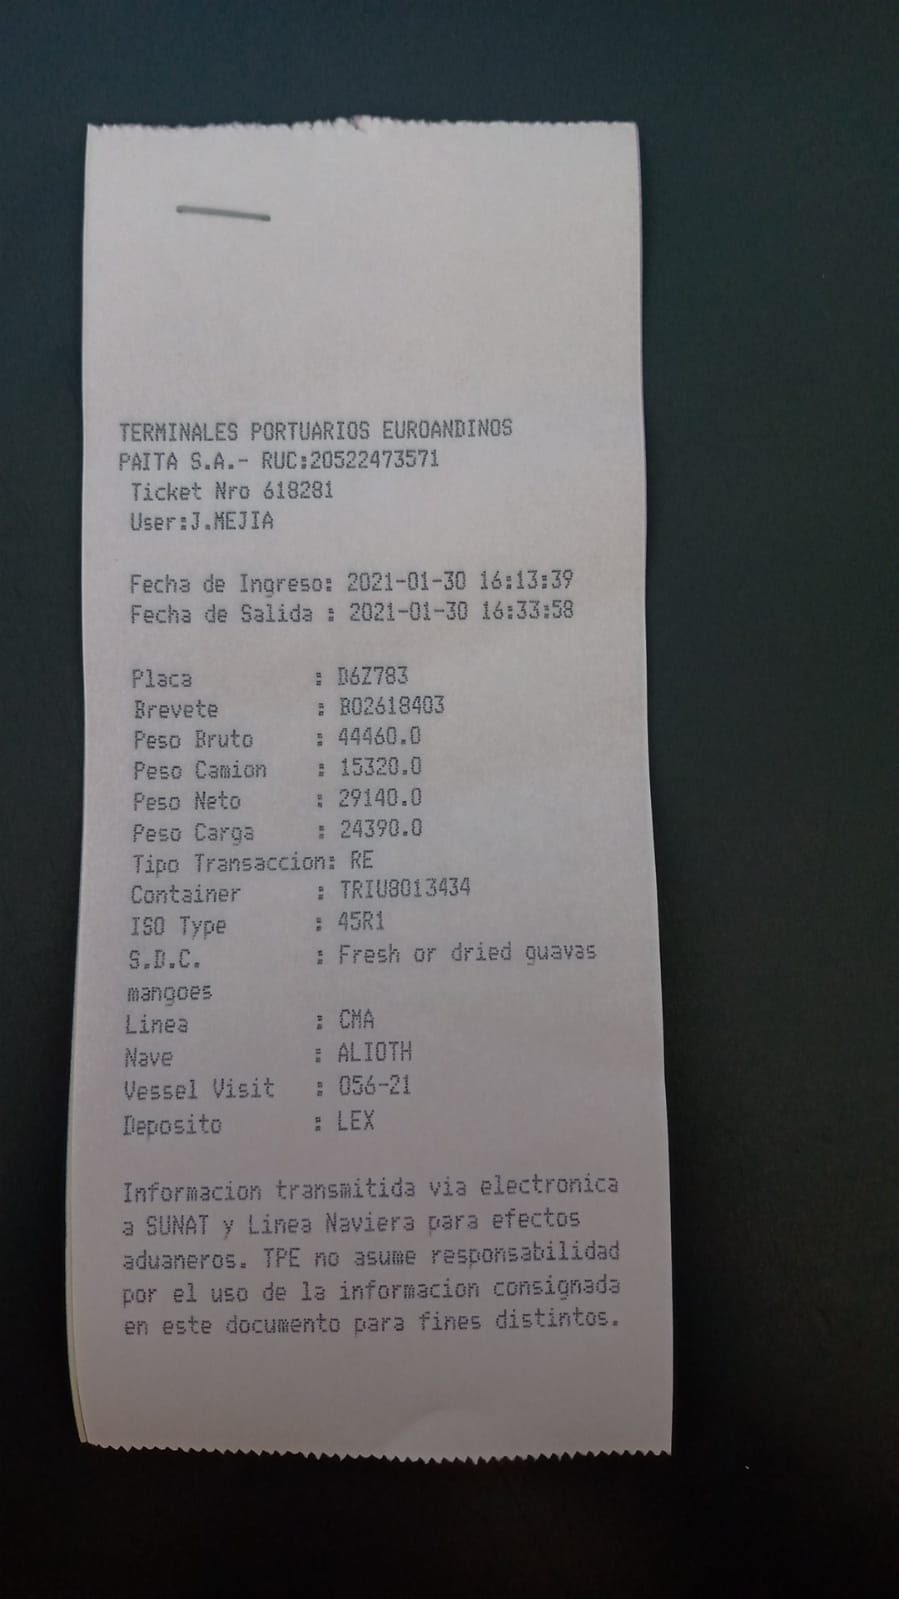 TERMINALES PORTUARIOS EUROANDINOS
PAITA S.A.- RUC:20522473571
Ticket Nro 618281
User:J.MEJIA
Fecha de Ingreso: 2021-01-30 16:13:39
Fecha de Salida : 2021-01-30 16:33:58
Placa : D6Z783
Brevete : B02618403
Peso Bruto : 44460.0
Peso Camion : 15320.0
Peso Neto : 29140.0
Peso Carga : 24390.0
Tipo Transaccion: RE
Container : TRIU8013434
ISO Type : 45R1
S.D.C. : Fresh or dried guavas
mangoes
Linea : CMA
Nave : ALIOTH
Vessel Visit : 056-21
Deposito : LEX
Informacion transmitida via electronica
a SUNAT y Linea Naviera para efectos
aduaneros. TPE no asume responsabilidad
por el uso de la informacion consignada
en este documento para fines distintos.